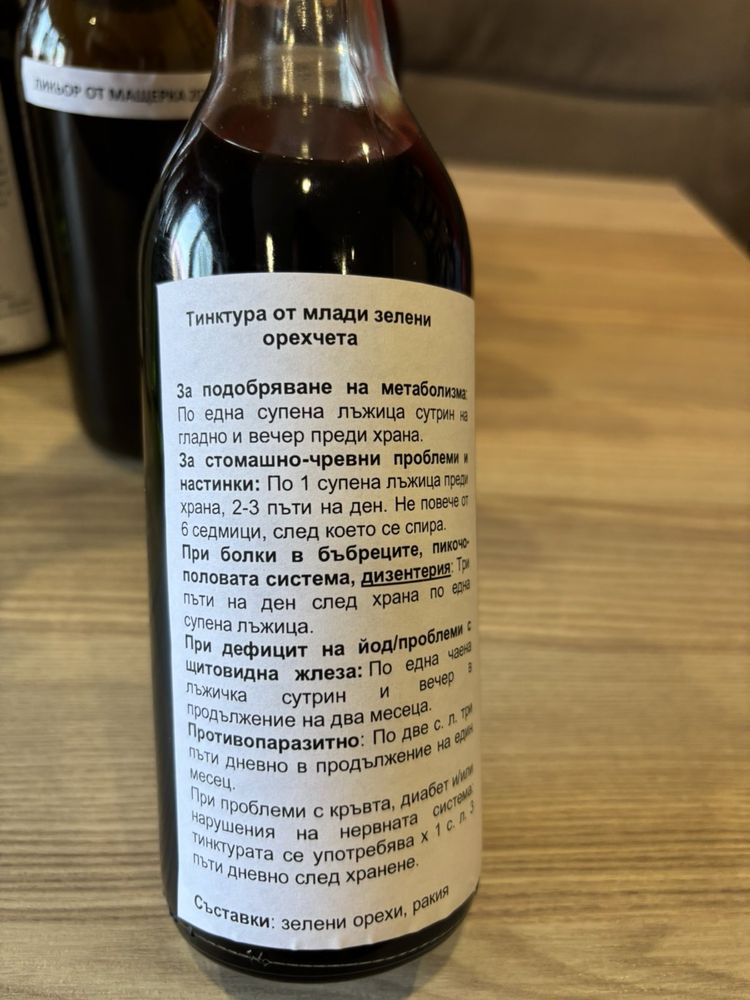 ЛИКЬОР ОТ МАЩЕРКА
Тинктура от млади зелени
орехчета
За подобряване на метаболизма:
По една супена лъжица сутрин на
гладно и вечер преди храна.
За стомашно-чревни проблеми и
настинки: По 1 супена лъжица преди
храна, 2-3 пъти на ден. Не повече от
6 седмици, след което се спира.
При болки в бъбреците, пикочо-
половата система, дизентерия: Три
пъти на ден след храна по една
супена лъжица.
При дефицит на йод/проблеми с
щитовидна жлеза: По една чаена
лъжичка сутрин и вечер в
продължение на два месеца.
Противопаразитно: По две с. л. три
пъти дневно в продължение на един
месец.
При проблеми с кръвта, диабет и/или
нарушения на нервната система:
тинктурата се употребява х 1 с. л. 3
пъти дневно след хранене.
Съставки: зелени орехи, ракия